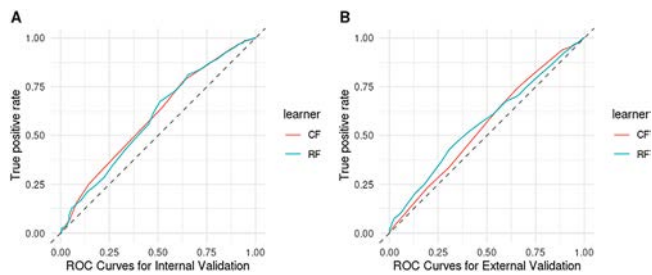 A
1.00
0.75
0.50
0.25
0.00
True positive rate
0.00 0.25 0.50 0.75 1.00
ROC Curves for Internal Validation
learner
CF
RF
B
1.00
0.75
0.50
0.25
0.00
True positive rate
0.00 0.25 0.50 0.75 1.00
ROC Curves for External Validation
learner
CF
RF